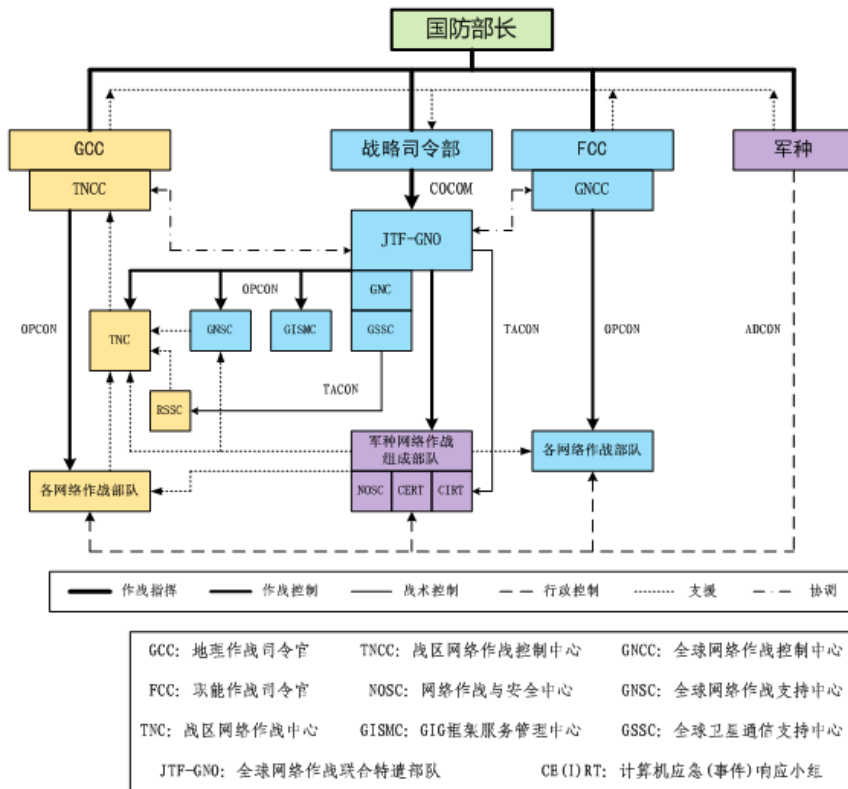 国防部长
GCC
战略司令部
FCC
军种
TNCC
COCOM
GNCC
JTF-GNO
GNC
OPCON
OPCON
TNC
GNSC
GISMC
GSSC
TACON
OPCON
ADCON
TACON
RSSC
军种网络作战
组成部队
各网络作战部队
各网络作战部队
NOSC CERT CIRT
作战指挥 作战控制 战术控制 行政控制 支援 协调
GCC: 地理作战司令官 TNCC: 战区网络作战控制中心 GNCC: 全球网络作战控制中心
FCC: 职能作战司令官 NOSC: 网络作战与安全中心 GNSC: 全球网络作战支持中心
TNC: 战区网络作战中心 GISMC: GIG框架服务管理中心 GSSC: 全球卫星通信支持中心
JTF-GNO: 全球网络作战联合特遣部队 CE(I)RT: 计算机应急(事件)响应小组